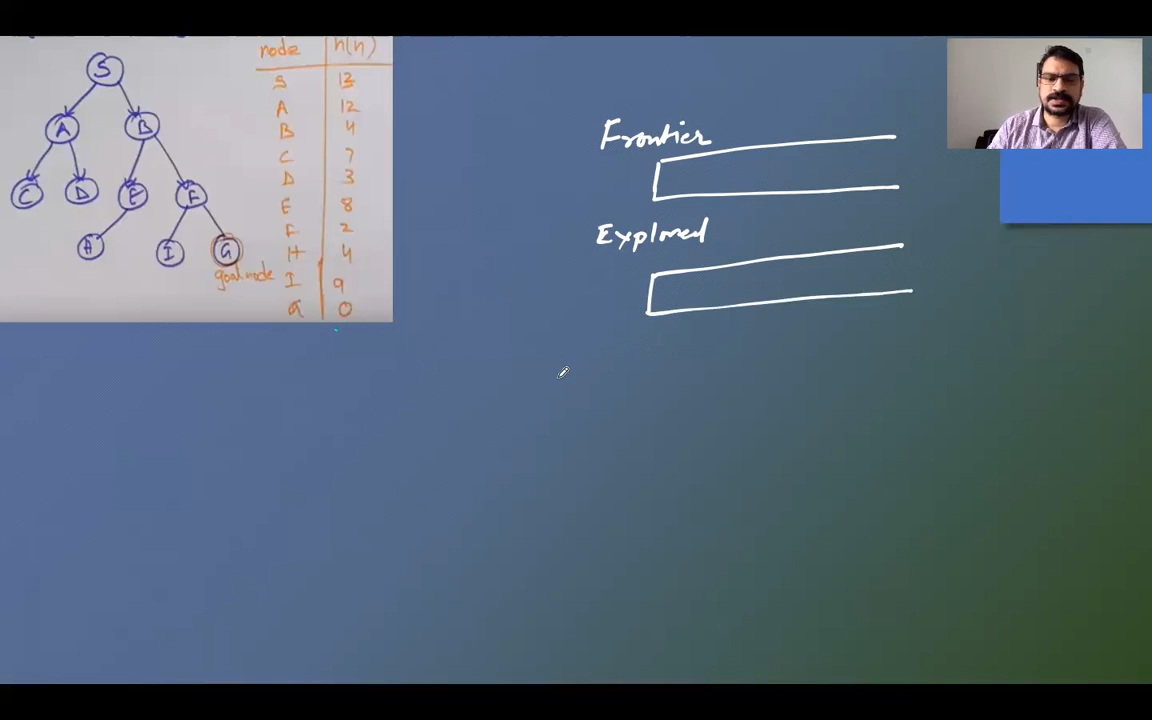 node h(n)
S
S 13
A 12
A B
B 4
C 7
D 3
C D E F
E 8
F 2
H I G
H 4
goal node
I 9
G 0
Frontier
Explored